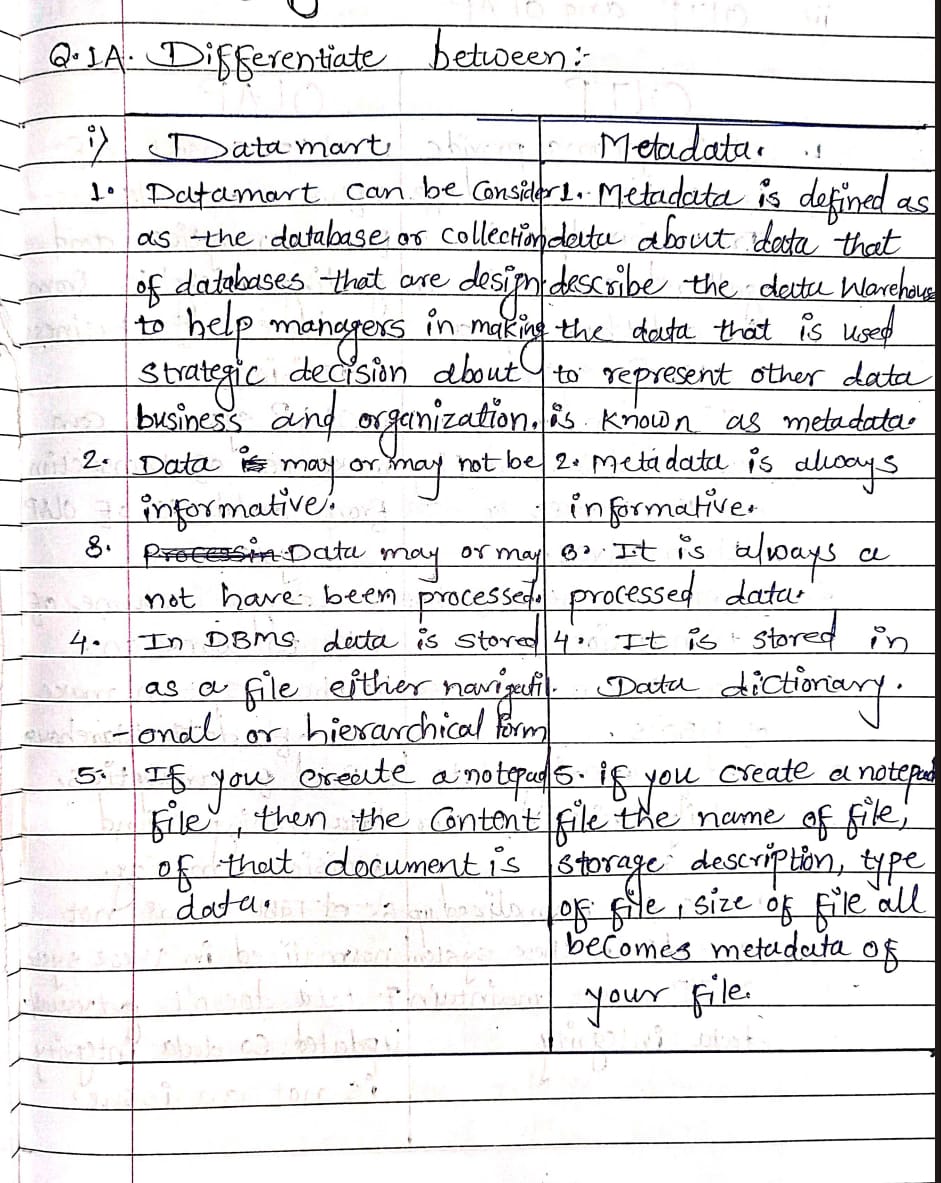 Q.1A. Differentiate between:-
i) Datamart Metadata.
1. Datamart can be Consider 1. Metadata is defined as
as the database or collection data about data that
of databases that are design describe the data Warehouse
to help managers in making the data that is used
strategic decision about to represent other data
business and organization. is known as metadata.
2. Data is may or may not be 2. Metadata is always
informative. informative.
3. Processin Data may or may 3. It is always a
not have been processed. processed data.
4. In DBMS data is stored 4. It is stored in
as a file either navigati Data dictionary.
-onal or hierarchical form
5. If you create a notepad 5. if you create a notepad
file, then the Content file the name of file,
of that document is storage description, type
data. of file, size of file all
becomes metadata of
your file.